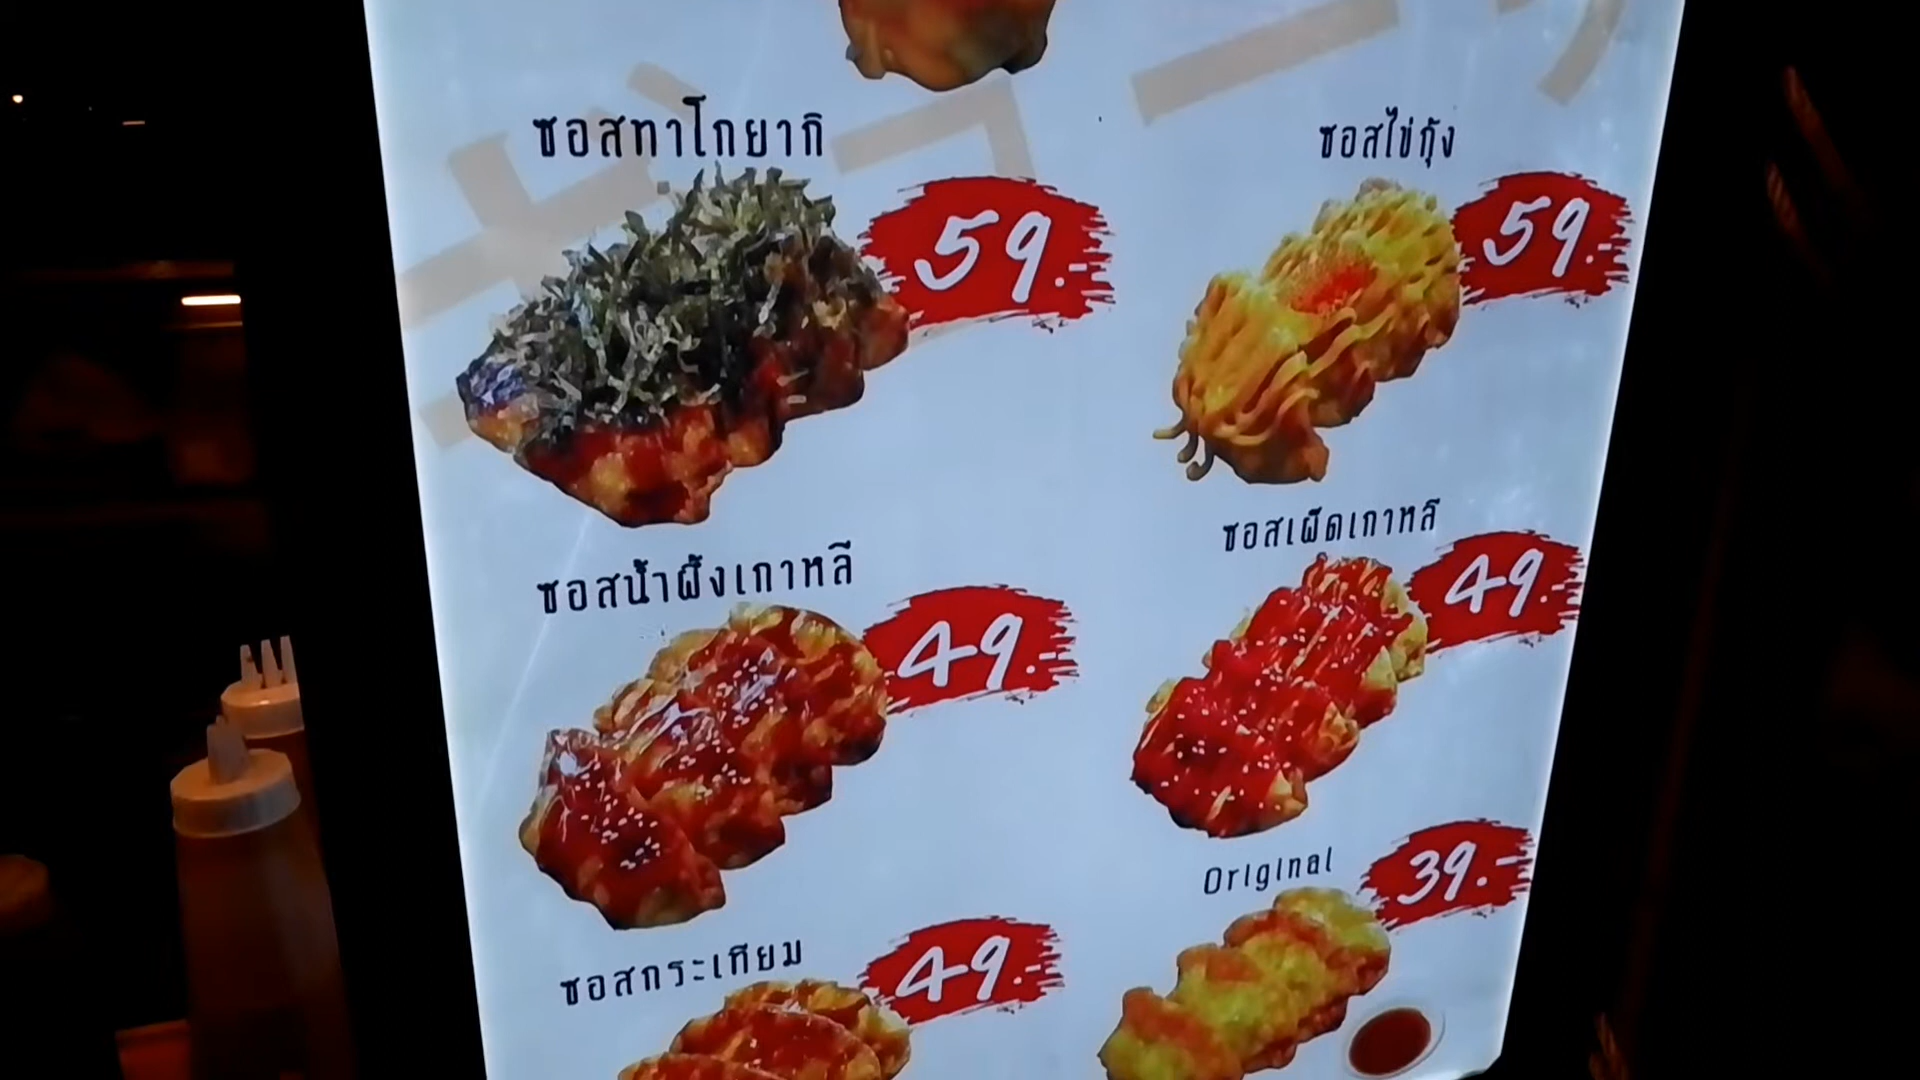 ซอสทาโกยากิ
59.-
ซอสไข่กุ้ง
59.-
ซอสน้ำผึ้งเกาหลี
49.-
ซอสเผ็ดเกาหลี
49.-
Original
39.-
ซอสกระเทียม
49.-